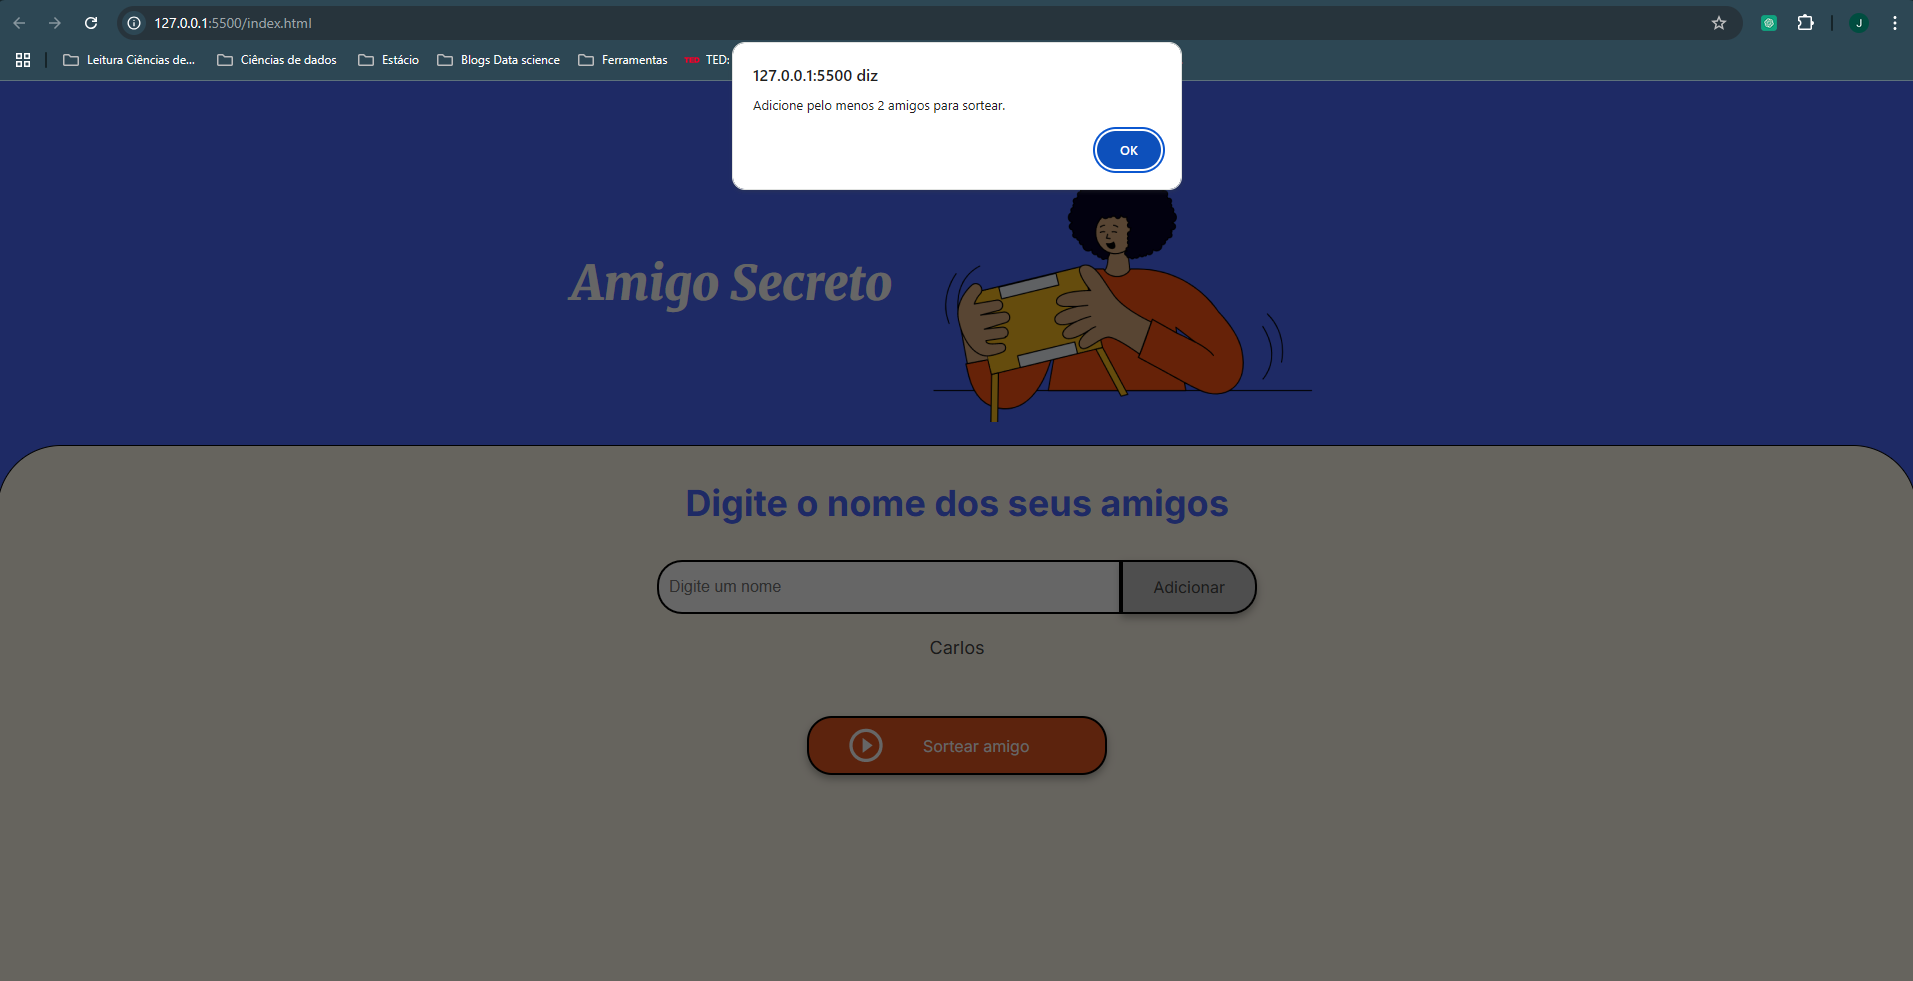 127.0.0.1:5500/index.html
J
Leitura Ciências de...
Ciências de dados
Estácio
Blogs Data science
Ferramentas
TED
TED:
127.0.0.1:5500 diz
Adicione pelo menos 2 amigos para sortear.
OK
Amigo Secreto
Digite o nome dos seus amigos
Digite um nome
Adicionar
Carlos
Sortear amigo